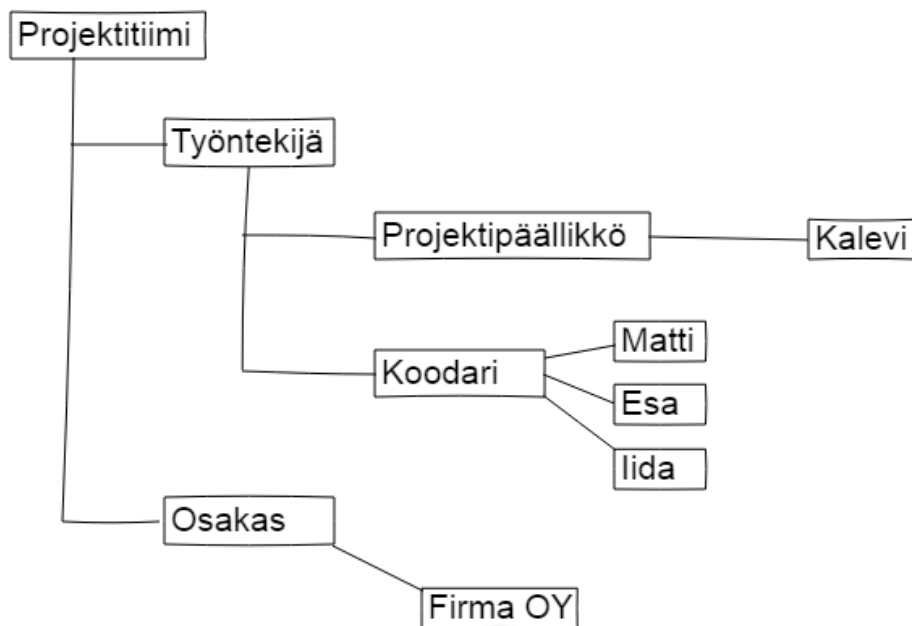 Projektitiimi
Työntekijä
Projektipäällikkö
Kalevi
Koodari
Matti
Esa
Iida
Osakas
Firma OY